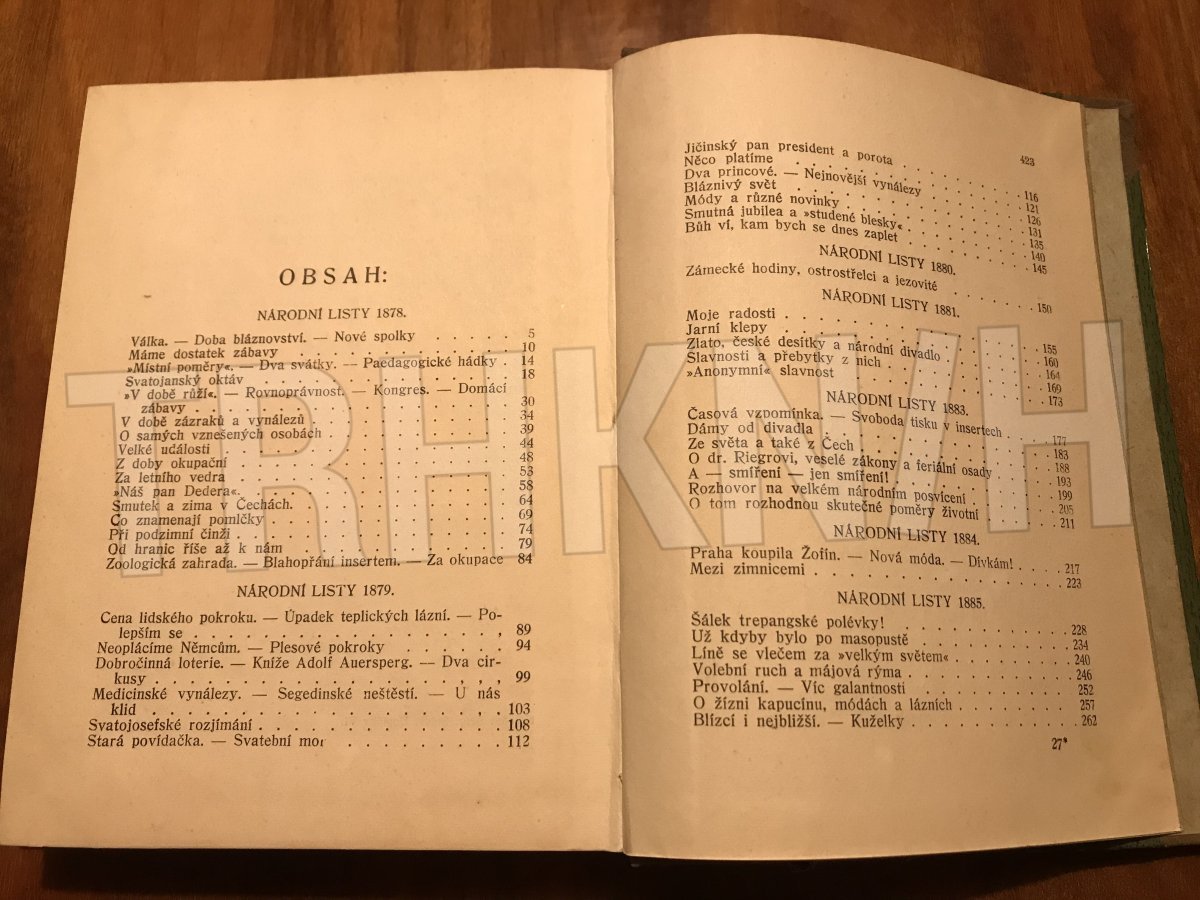 OBSAH:
NÁRODNÍ LISTY 1878.
Válka. — Doba bláznovství. — Nové spolky . . . . . . 5
Máme dostatek zábavy . . . . . . . . . . 10
»Místní poměry«. — Dva svátky. — Paedagogické hádky . 14
Svatojanský oktáv . . . . . . . . . . 18
»V době růží«. — Rovnoprávnost. — Kongres. — Domácí
zábavy . . . . . . . . . . 30
V době zázraků a vynálezů . . . . . . . . . . 34
O samých vznešených osobách . . . . . . . . . . 39
Velké události . . . . . . . . . . 44
Z doby okupační . . . . . . . . . . 48
Za letního vedra . . . . . . . . . . 53
»Náš pan Dedera«. . . . . . . . . . . 58
Smutek a zima v Čechách. . . . . . . . . . . 64
Co znamenají pomlčky . . . . . . . . . . 69
Při podzimní činži . . . . . . . . . . 74
Od hranic říše až k nám . . . . . . . . . . 79
Zoologická zahrada. — Blahopřání insertem. — Za okupace 84
NÁRODNÍ LISTY 1879.
Cena lidského pokroku. — Úpadek teplických lázní. — Po-
lepším se . . . . . . . . . . 89
Neoplácíme Němcům. — Plesové pokroky . . . . . . 94
Dobročinná loterie. — Kníže Adolf Auersperg. — Dva cir-
kusy . . . . . . . . . . 99
Medicinské vynálezy. — Segedinské neštěstí. — U nás
klid . . . . . . . . . . 103
Svatojosefské rozjímání . . . . . . . . . . 108
Stará povídačka. — Svatební . . . . . . . . 112
423
Jičínský pan president a porota . . . . . . . . 116
Něco platíme . . . . . . . . . . 121
Dva princové. — Nejnovější vynálezy . . . . . . 126
Bláznivý svět . . . . . . . . . . 131
Módy a různé novinky . . . . . . . . . . 135
Smutná jubilea a »studené blesky« . . . . . . . . 140
Bůh ví, kam bych se dnes zaplet . . . . . . . . 145
NÁRODNÍ LISTY 1880.
Zámecké hodiny, ostrostřelci a jezovité . . . . . . 150
NÁRODNÍ LISTY 1881.
Moje radosti . . . . . . . . . . 155
Jarní klepy . . . . . . . . . . 160
Zlato, české desítky a národní divadlo . . . . . . 164
Slavnosti a přebytky z nich . . . . . . . . 169
»Anonymní« slavnost . . . . . . . . . . 173
NÁRODNÍ LISTY 1883.
Časová vzpomínka. — Svoboda tisku v insertech . . . . 177
Dámy od divadla . . . . . . . . . . 183
Ze světa a také z Čech . . . . . . . . . . 188
O dr. Riegrovi, veselé zákony a feriální osady . . . . 193
A — smíření — jen smíření! . . . . . . . . 199
Rozhovor na velkém národním posvícení . . . . . . 205
O tom rozhodnou skutečné poměry životní . . . . . . 211
NÁRODNÍ LISTY 1884.
Praha koupila Žofín. — Nová móda. — Dívkám! . . . . 217
Mezi zimnicemi . . . . . . . . . . 223
NÁRODNÍ LISTY 1885.
Šálek trepangské polévky! . . . . . . . . . . 228
Už kdyby bylo po masopustě . . . . . . . . 234
Líně se vlečem za »velkým světem« . . . . . . . . 240
Volební ruch a májová rýma . . . . . . . . 246
Provolání. — Víc galantnosti . . . . . . . . 252
O žízni kapucínu, módách a lázních . . . . . . . . 257
Blízcí i nejbližší. — Kuželky . . . . . . . . 262
27*
TRHKNVH